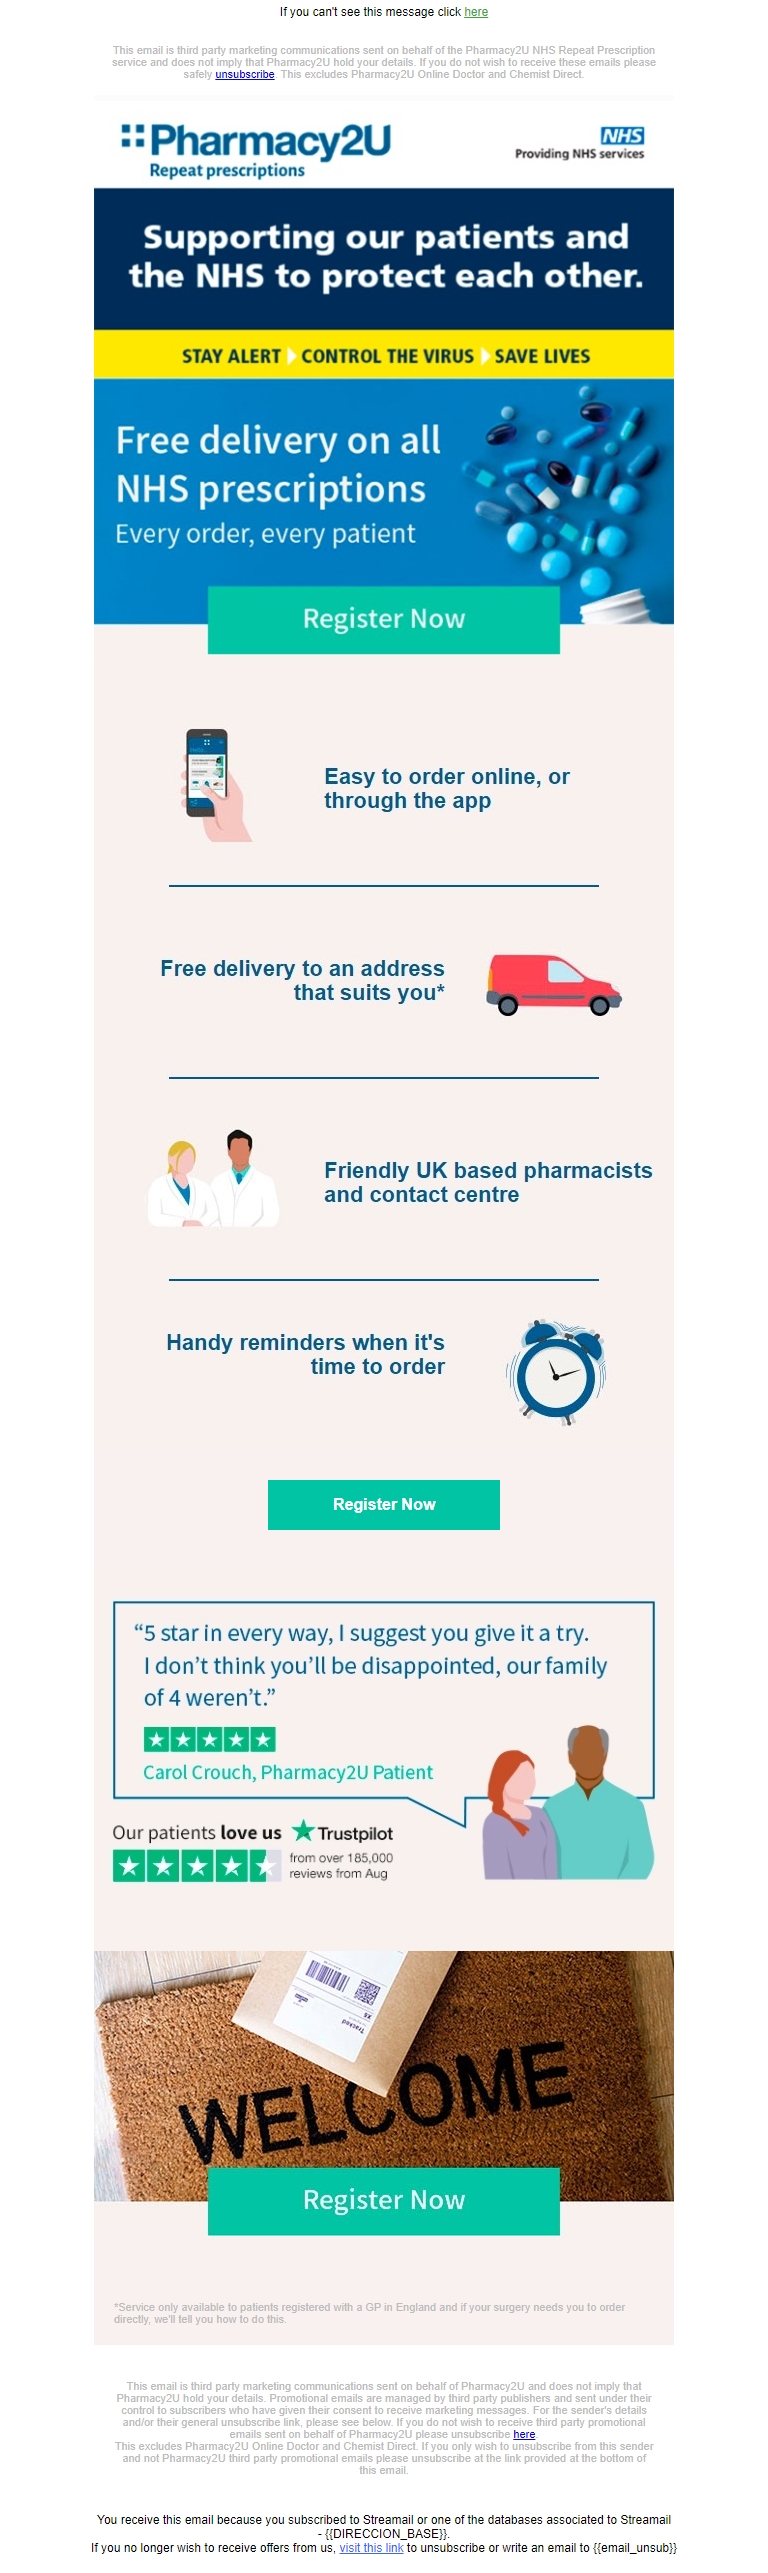 If you can't see this message click here
This email is third party marketing communications sent on behalf of the Pharmacy2U NHS Repeat Prescription
service and does not imply that Pharmacy2U hold your details. If you do not wish to receive these emails please
safely unsubscribe. This excludes Pharmacy2U Online Doctor and Chemist Direct.
Pharmacy2U
Repeat prescriptions
NHS
Providing NHS services
Supporting our patients and
the NHS to protect each other.
STAY ALERT CONTROL THE VIRUS SAVE LIVES
Free delivery on all
NHS prescriptions
Every order, every patient
Register Now
Easy to order online, or
through the app
Free delivery to an address
that suits you*
Friendly UK based pharmacists
and contact centre
Handy reminders when it's
time to order
Register Now
“5 star in every way, I suggest you give it a try.
I don’t think you’ll be disappointed, our family
of 4 weren’t.”
Carol Crouch, Pharmacy2U Patient
Our patients love us Trustpilot
from over 185,000
reviews from Aug
Tracked
WELCOME
Register Now
*Service only available to patients registered with a GP in England and if your surgery needs you to order
directly, we'll tell you how to do this.
This email is third party marketing communications sent on behalf of Pharmacy2U and does not imply that
Pharmacy2U hold your details. Promotional emails are managed by third party publishers and sent under their
control to subscribers who have given their consent to receive marketing messages. For the sender's details
and/or their general unsubscribe link, please see below. If you do not wish to receive third party promotional
emails sent on behalf of Pharmacy2U please unsubscribe here.
This excludes Pharmacy2U Online Doctor and Chemist Direct. If you only wish to unsubscribe from this sender
and not Pharmacy2U third party promotional emails please unsubscribe at the link provided at the bottom of
this email.
You receive this email because you subscribed to Streamail or one of the databases associated to Streamail
- {{DIRECCION_BASE}}.
If you no longer wish to receive offers from us, visit this link to unsubscribe or write an email to {{email_unsub}}